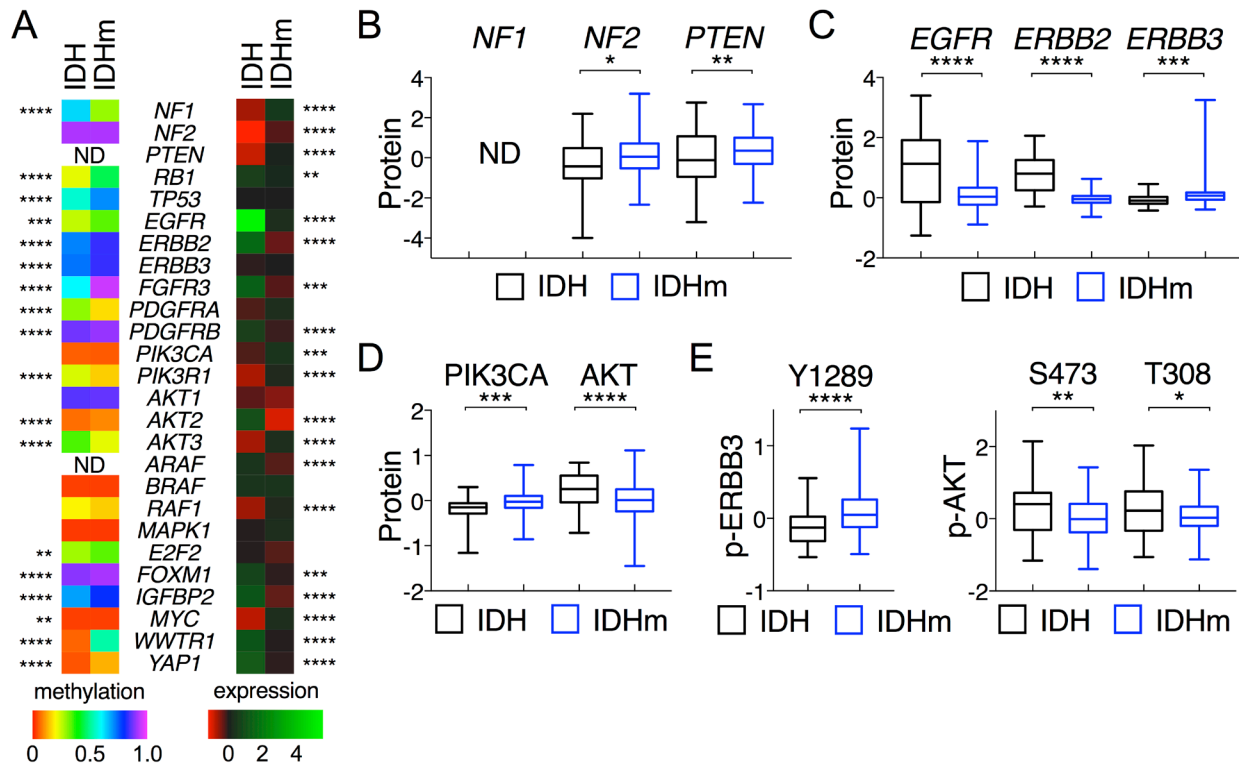 A
IDH IDHm IDH IDHm
**** NF1 ****
NF2 ****
ND PTEN ****
**** RB1 **
**** TP53
*** EGFR ****
**** ERBB2 ****
**** ERBB3
**** FGFR3 ***
**** PDGFRA
**** PDGFRB ****
PIK3CA ***
**** PIK3R1 ****
AKT1
**** AKT2 ****
**** AKT3 ****
ND ARAF ****
BRAF
RAF1 ****
MAPK1
** E2F2
**** FOXM1 ***
**** IGFBP2 ****
** MYC ****
**** WWTR1 ****
**** YAP1 ****
methylation expression
0 0.5 1.0 0 2 4
B
NF1 NF2 PTEN
* **
Protein
4
2
0
-2
-4
ND
IDH IDHm
C
EGFR ERBB2 ERBB3
**** **** ***
Protein
4
2
0
-2
IDH IDHm
D
PIK3CA AKT
*** ****
Protein
2
1
0
-1
-2
IDH IDHm
E
Y1289
****
p-ERBB3
1
0
-1
IDH IDHm
S473 T308
** *
p-AKT
2
0
-2
IDH IDHm